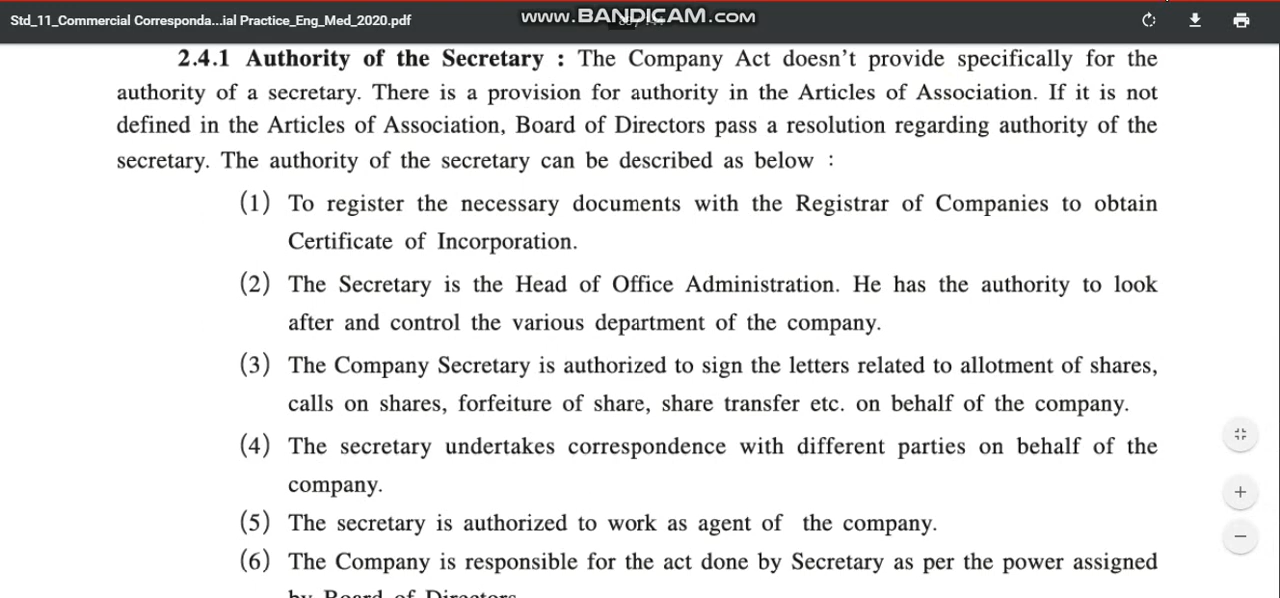 Std_11_Commercial Corresponda...ial Practice_Eng_Med_2020.pdf
www.BANDICAM.com
2.4.1 Authority of the Secretary : The Company Act doesn't provide specifically for the
authority of a secretary. There is a provision for authority in the Articles of Association. If it is not
defined in the Articles of Association, Board of Directors pass a resolution regarding authority of the
secretary. The authority of the secretary can be described as below :
(1) To register the necessary documents with the Registrar of Companies to obtain
Certificate of Incorporation.
(2) The Secretary is the Head of Office Administration. He has the authority to look
after and control the various department of the company.
(3) The Company Secretary is authorized to sign the letters related to allotment of shares,
calls on shares, forfeiture of share, share transfer etc. on behalf of the company.
(4) The secretary undertakes correspondence with different parties on behalf of the
company.
(5) The secretary is authorized to work as agent of the company.
(6) The Company is responsible for the act done by Secretary as per the power assigned
by Board of Directors